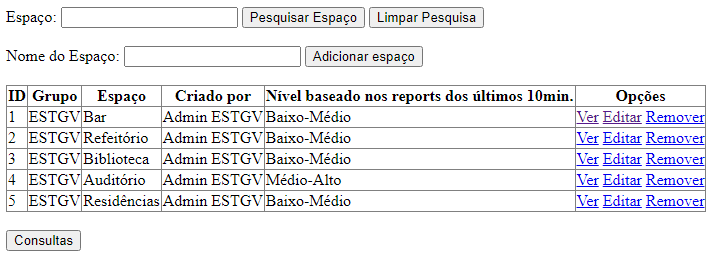 Espaço: Pesquisar Espaço Limpar Pesquisa
Nome do Espaço: Adicionar espaço
ID Grupo Espaço Criado por Nível baseado nos reports dos últimos 10min. Opções
1 ESTGV Bar Admin ESTGV Baixo-Médio Ver Editar Remover
2 ESTGV Refeitório Admin ESTGV Baixo-Médio Ver Editar Remover
3 ESTGV Biblioteca Admin ESTGV Baixo-Médio Ver Editar Remover
4 ESTGV Auditório Admin ESTGV Médio-Alto Ver Editar Remover
5 ESTGV Residências Admin ESTGV Baixo-Médio Ver Editar Remover
Consultas